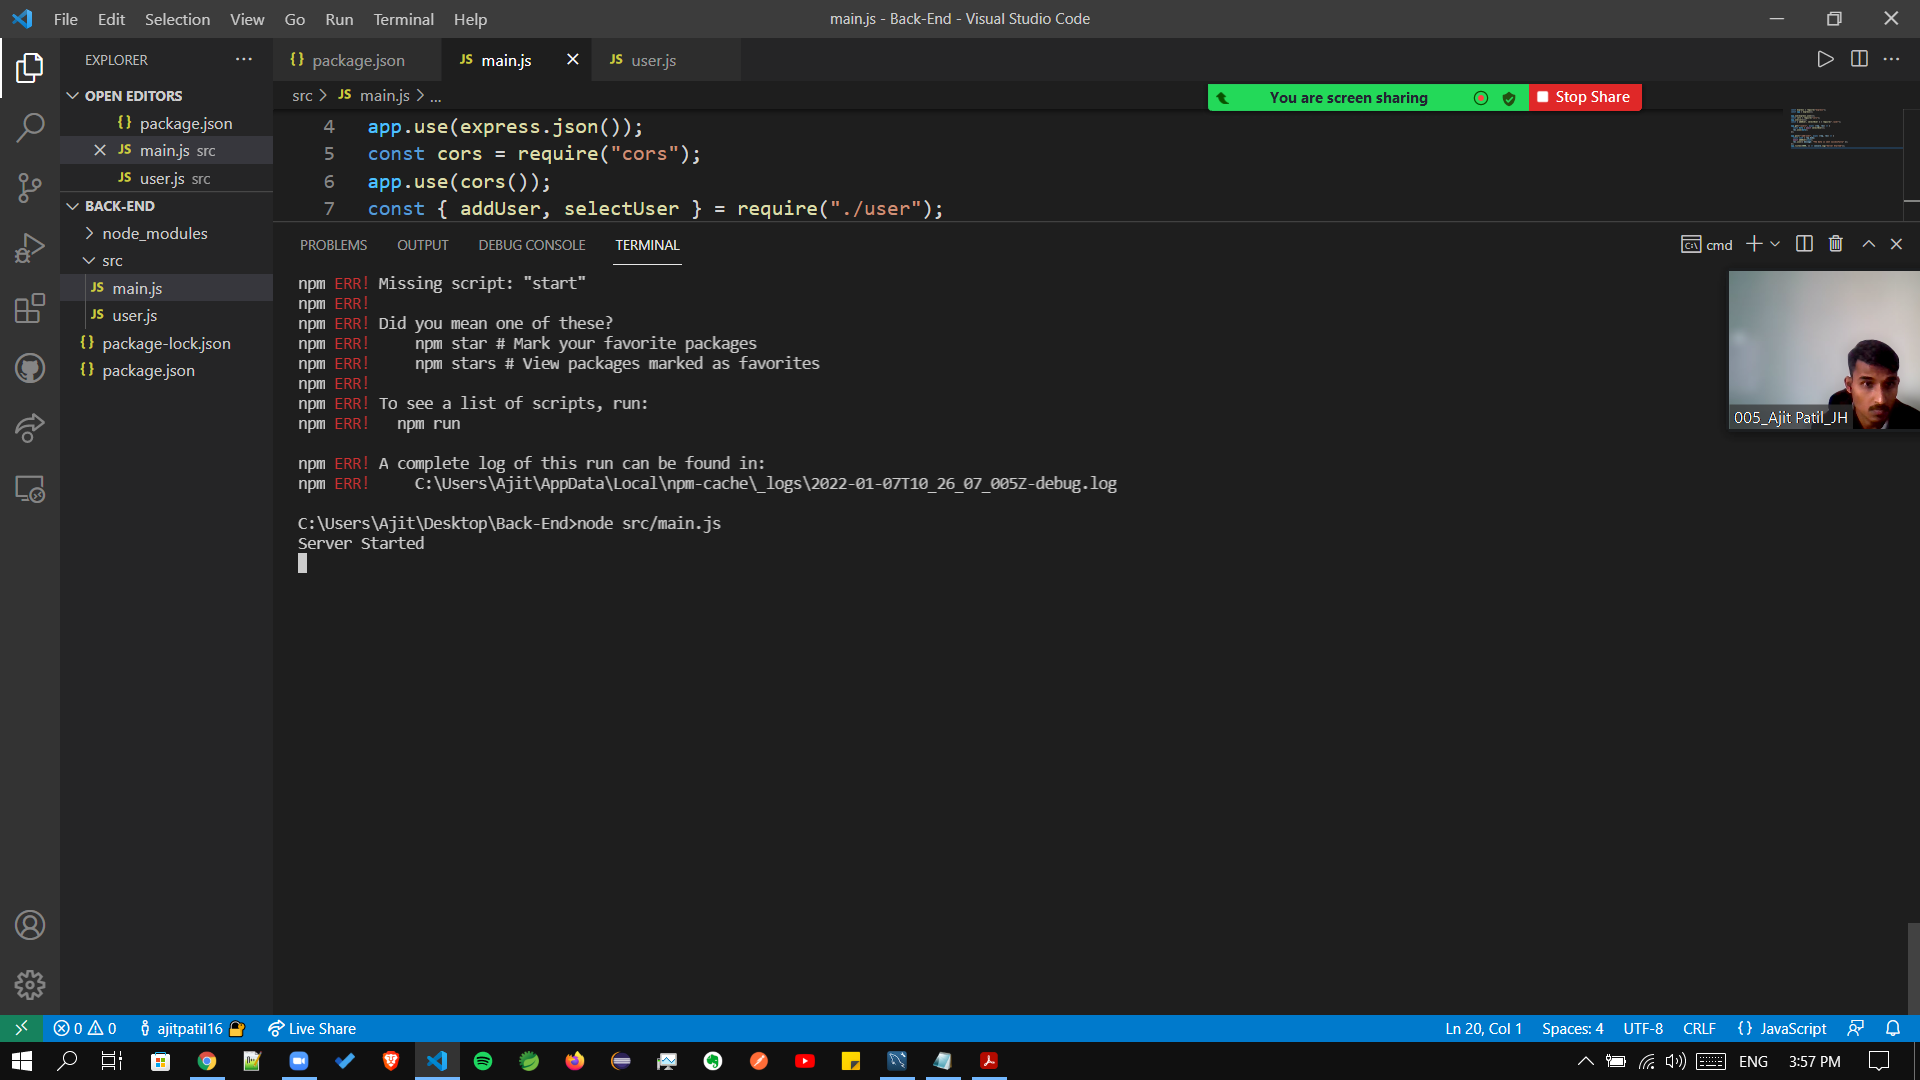 File Edit Selection View Go Run Terminal Help
main.js - Back-End - Visual Studio Code
EXPLORER
package.json
JS main.js
JS user.js
OPEN EDITORS
package.json
JS main.js src
JS user.js src
BACK-END
node_modules
src
JS main.js
JS user.js
package-lock.json
package.json
src > JS main.js > ...
You are screen sharing
Stop Share
4 app.use(express.json());
5 const cors = require("cors");
6 app.use(cors());
7 const { addUser, selectUser } = require("./user");
PROBLEMS OUTPUT DEBUG CONSOLE TERMINAL
cmd
npm ERR! Missing script: "start"
npm ERR!
npm ERR! Did you mean one of these?
npm ERR!     npm star # Mark your favorite packages
npm ERR!     npm stars # View packages marked as favorites
npm ERR!
npm ERR! To see a list of scripts, run:
npm ERR!   npm run
npm ERR! A complete log of this run can be found in:
npm ERR!     C:\Users\Ajit\AppData\Local\npm-cache\_logs\2022-01-07T10_26_07_005Z-debug.log
C:\Users\Ajit\Desktop\Back-End>node src/main.js
Server Started
005_Ajit Patil_JH
0 0 ajitpatil16 Live Share
Ln 20, Col 1 Spaces: 4 UTF-8 CRLF {} JavaScript
ENG 3:57 PM